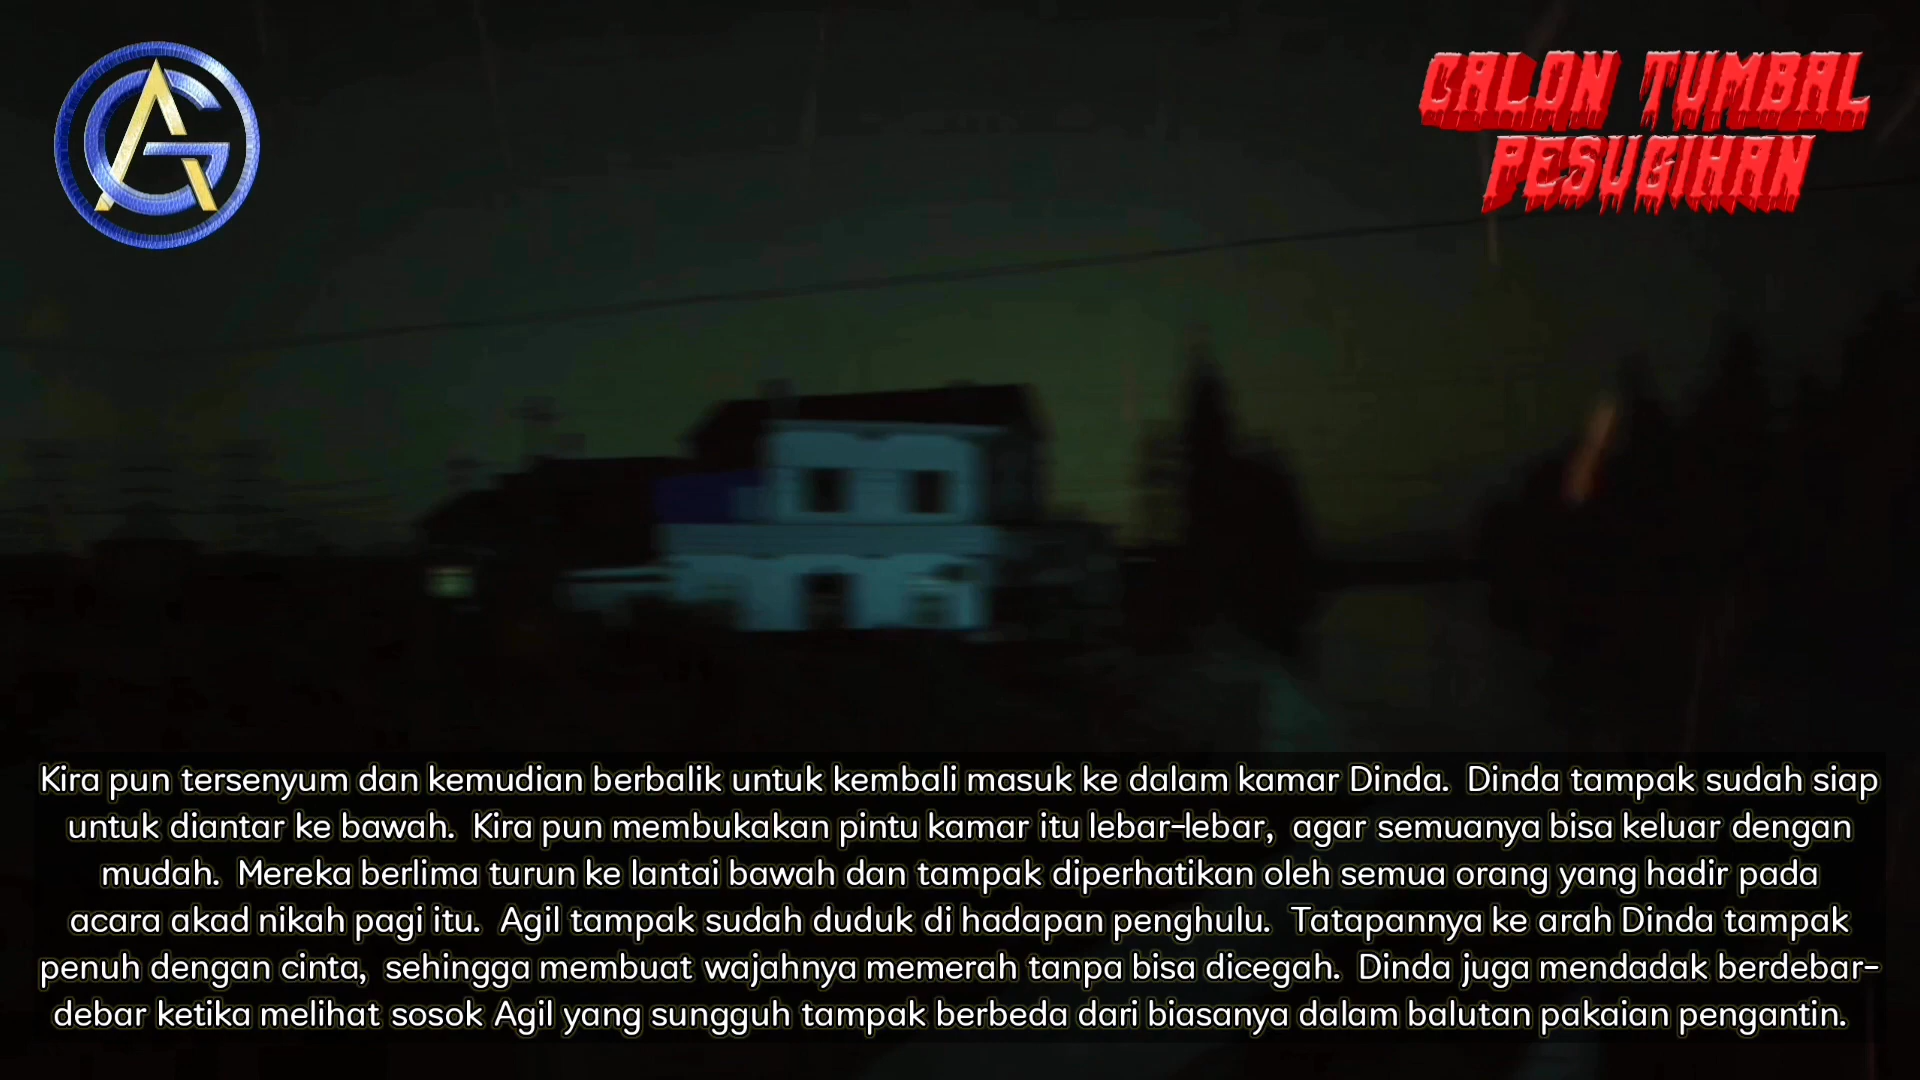 CALON TUMBAL
PESUGIHAN
Kira pun tersenyum dan kemudian berbalik untuk kembali masuk ke dalam kamar Dinda. Dinda tampak sudah siap
untuk diantar ke bawah. Kira pun membukakan pintu kamar itu lebar-lebar, agar semuanya bisa keluar dengan
mudah. Mereka berlima turun ke lantai bawah dan tampak diperhatikan oleh semua orang yang hadir pada
acara akad nikah pagi itu. Agil tampak sudah duduk di hadapan penghulu. Tatapannya ke arah Dinda tampak
penuh dengan cinta, sehingga membuat wajahnya memerah tanpa bisa dicegah. Dinda juga mendadak berdebar-
debar ketika melihat sosok Agil yang sungguh tampak berbeda dari biasanya dalam balutan pakaian pengantin.